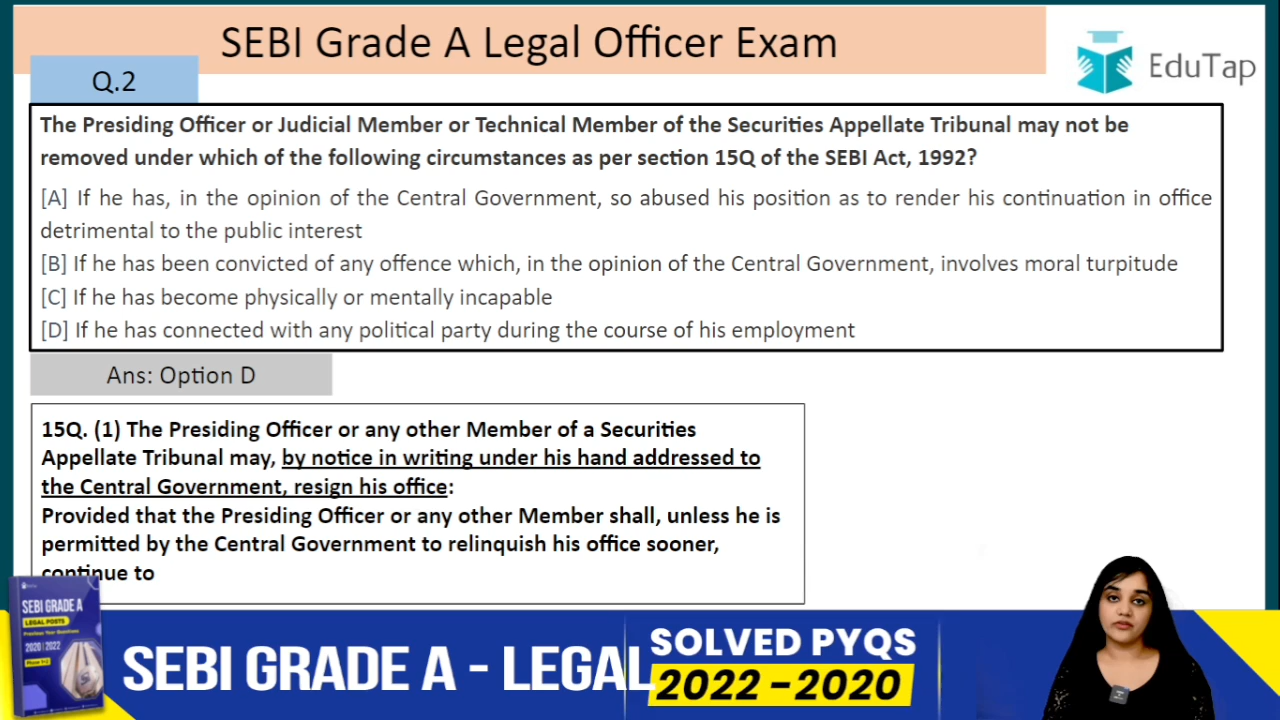 SEBI Grade A Legal Officer Exam
EduTap
Q.2
The Presiding Officer or Judicial Member or Technical Member of the Securities Appellate Tribunal may not be
removed under which of the following circumstances as per section 15Q of the SEBI Act, 1992?
[A] If he has, in the opinion of the Central Government, so abused his position as to render his continuation in office
detrimental to the public interest
[B] If he has been convicted of any offence which, in the opinion of the Central Government, involves moral turpitude
[C] If he has become physically or mentally incapable
[D] If he has connected with any political party during the course of his employment
Ans: Option D
15Q. (1) The Presiding Officer or any other Member of a Securities
Appellate Tribunal may, by notice in writing under his hand addressed to
the Central Government, resign his office:
Provided that the Presiding Officer or any other Member shall, unless he is
permitted by the Central Government to relinquish his office sooner,
continue to
SEBI GRADE A
LEGAL POSTS
Previous Year Questions
2020 | 2022
SEBI GRADE A - LEGAL
SOLVED PYQS
2022 - 2020